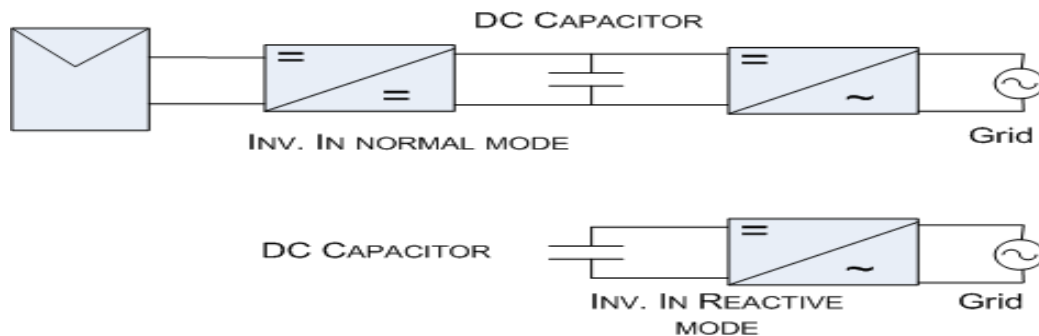 DC CAPACITOR
INV. IN NORMAL MODE
Grid
DC CAPACITOR
INV. IN REACTIVE
MODE
Grid